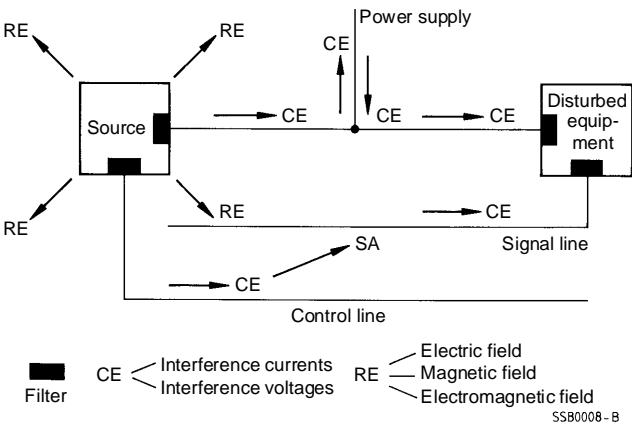 Power supply
RE
RE
CE
CE
CE
CE
Source
Disturbed
equip-
ment
RE
RE
CE
SA
Signal line
CE
Control line
Filter
CE
Interference currents
Interference voltages
RE
Electric field
Magnetic field
Electromagnetic field
SSB0008-B